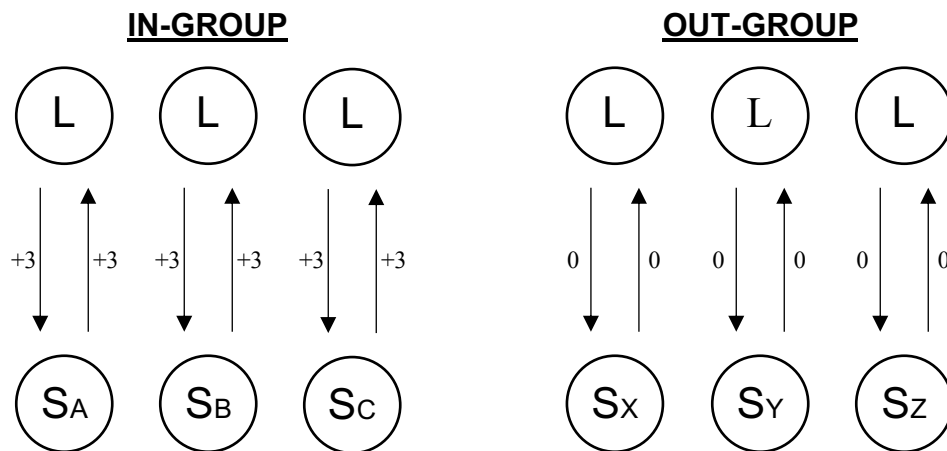 IN-GROUP OUT-GROUP
L L L L L L
+3 +3 +3 +3 +3 +3 0 0 0 0 0 0
SA SB SC SX SY SZ